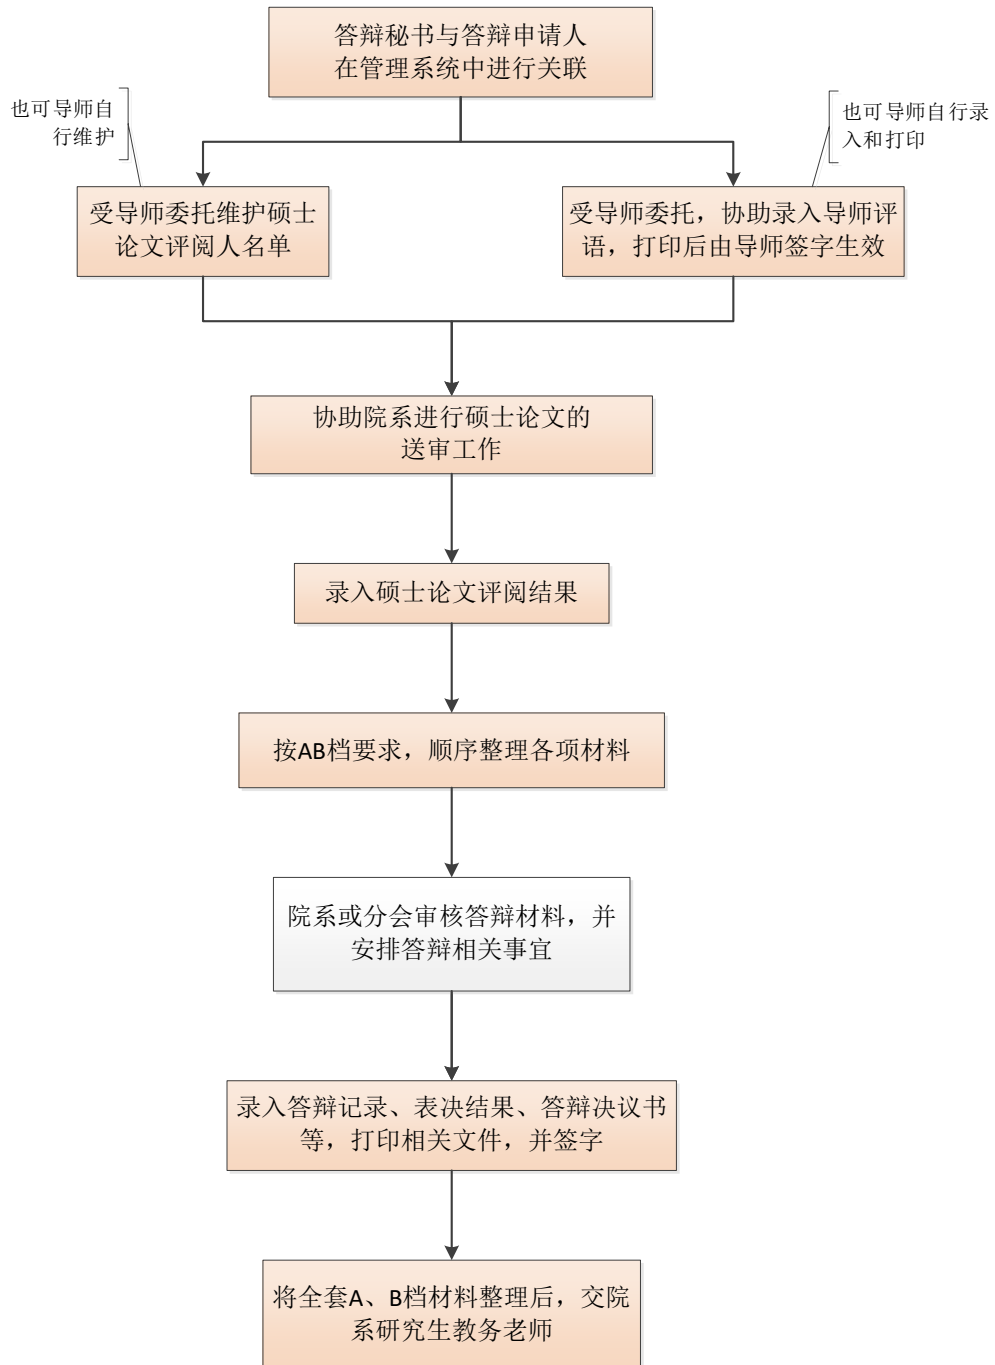 答辩秘书与答辩申请人
在管理系统中进行关联
也可导师自
行维护
也可导师自行录
入和打印
受导师委托维护硕士
论文评阅人名单
受导师委托，协助录入导师评
语，打印后由导师签字生效
协助院系进行硕士论文的
送审工作
录入硕士论文评阅结果
按AB档要求，顺序整理各项材料
院系或分会审核答辩材料，并
安排答辩相关事宜
录入答辩记录、表决结果、答辩决议书
等，打印相关文件，并签字
将全套A、B档材料整理后，交院
系研究生教务老师